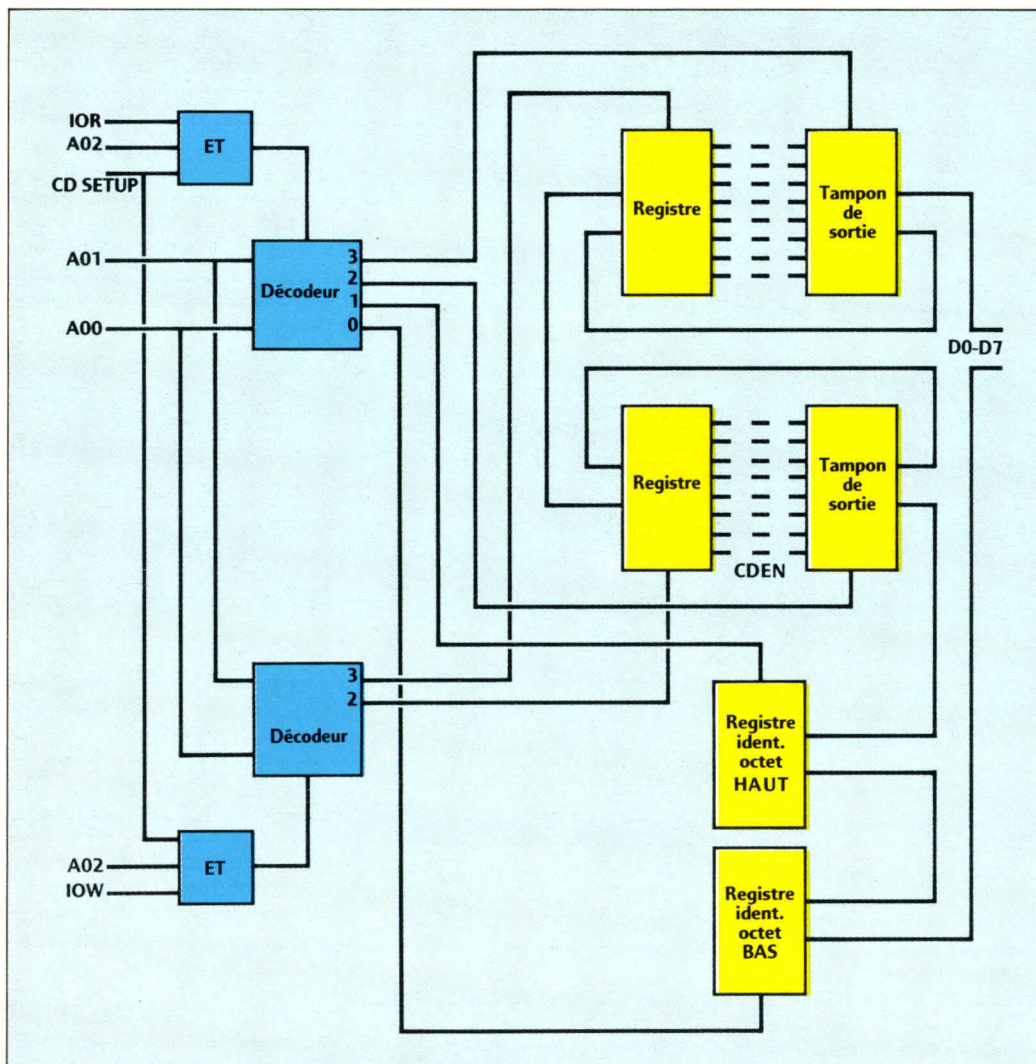 IOR
A02
CD SETUP
ET
A01
A00
Décodeur
3
2
1
0
Registre
Tampon
de
sortie
D0-D7
Registre
Tampon
de
sortie
CDEN
Décodeur
3
2
Registre
ident.
octet
HAUT
A02
IOW
ET
Registre
ident.
octet
BAS